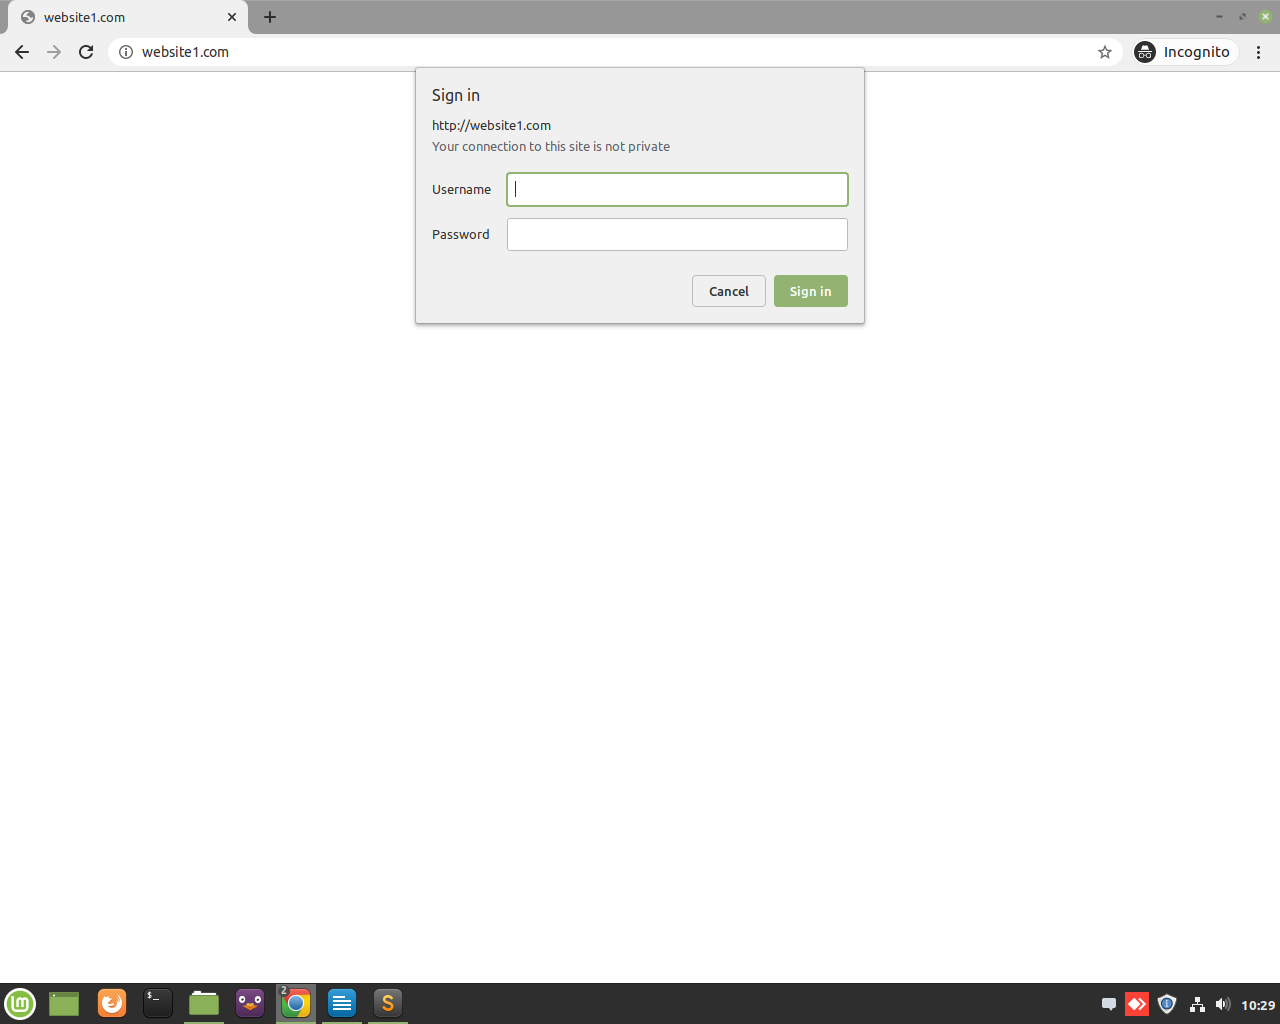 website1.com
website1.com
Incognito
Sign in
http://website1.com
Your connection to this site is not private
Username
Password
Cancel
Sign in
$_
2
S
10:29